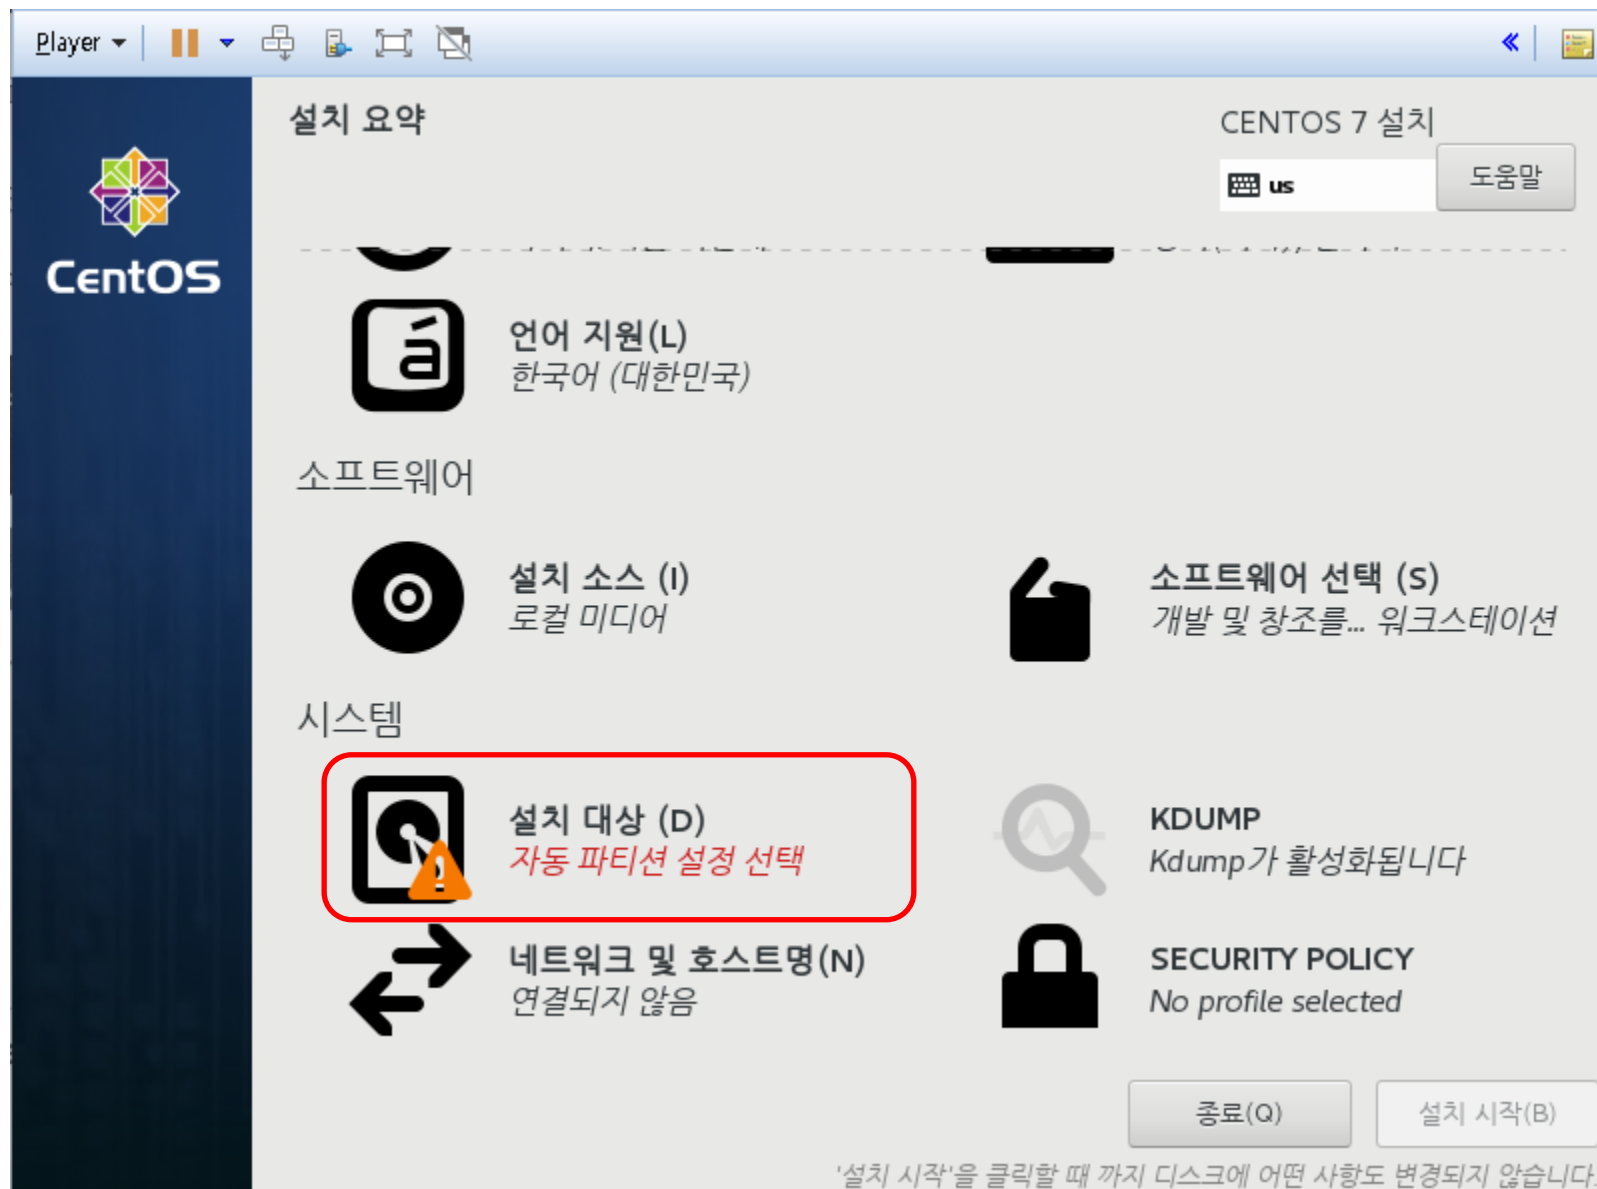 Player
설치 요약
CENTOS 7 설치
us
도움말
CentOS
언어 지원(L)
한국어 (대한민국)
소프트웨어
설치 소스 (I)
로컬 미디어
소프트웨어 선택 (S)
개발 및 창조를... 워크스테이션
시스템
설치 대상 (D)
자동 파티션 설정 선택
KDUMP
Kdump가 활성화됩니다
네트워크 및 호스트명(N)
연결되지 않음
SECURITY POLICY
No profile selected
종료(Q)
설치 시작(B)
'설치 시작'을 클릭할 때 까지 디스크에 어떤 사항도 변경되지 않습니다.